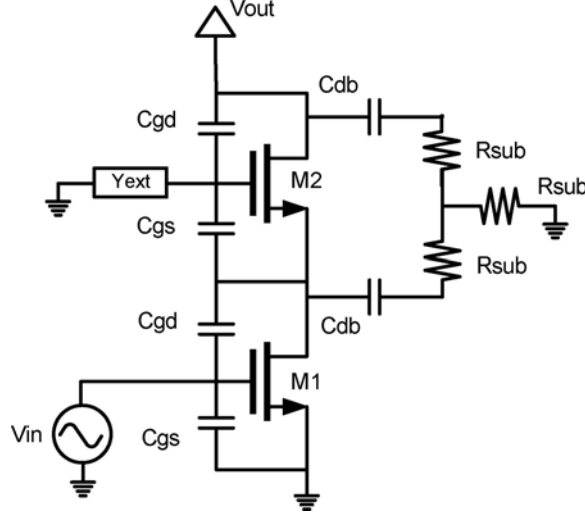 Vout
Cdb
Cgd
Rsub
Yext
M2
Rsub
Cgs
Rsub
Cgd
Cdb
M1
Vin
Cgs